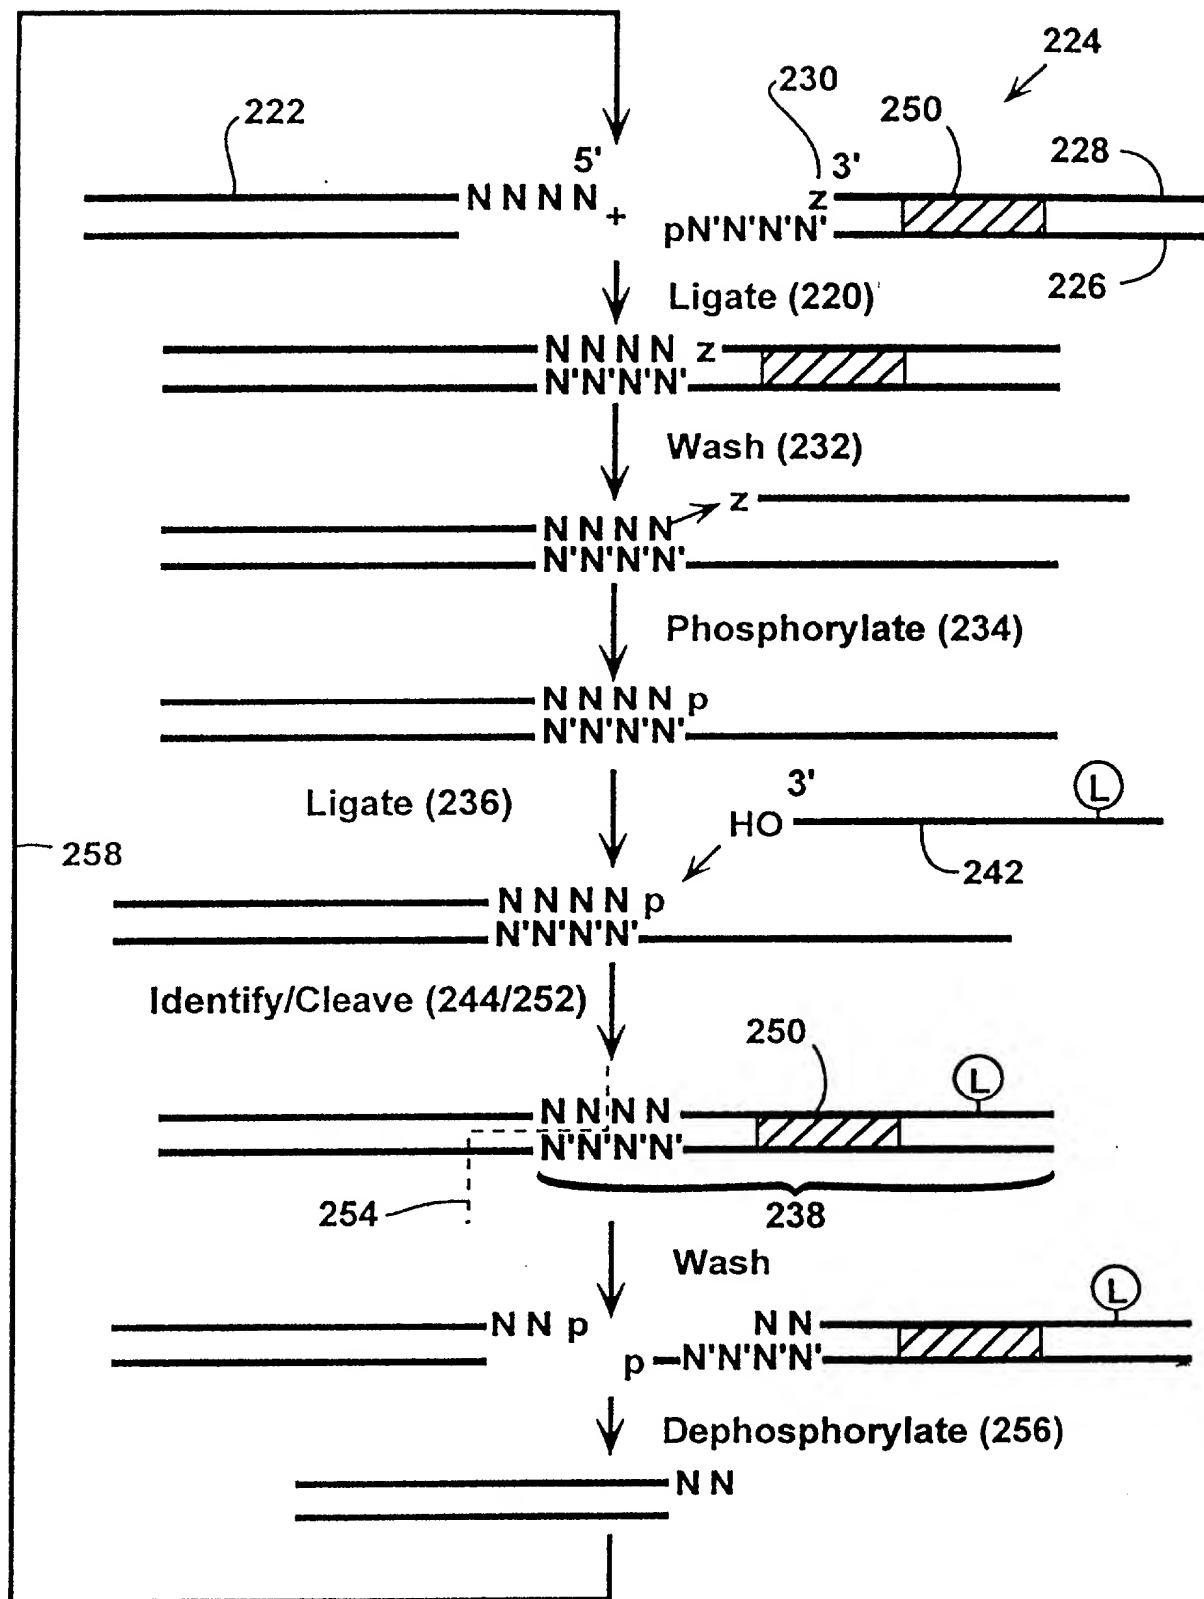 224
230
222
250
5'
3'
228
N N N N
+
z
pN'N'N'N'
226
Ligate (220)
N N N N z
N'N'N'N'
Wash (232)
z
N N N N
N'N'N'N'
Phosphorylate (234)
N N N N p
N'N'N'N'
3'
L
Ligate (236)
HO
258
242
N N N N p
N'N'N'N'
Identify/Cleave (244/252)
250
L
N N N N
N'N'N'N'
254
238
Wash
L
N N p
N N
p N'N'N'N'
Dephosphorylate (256)
N N